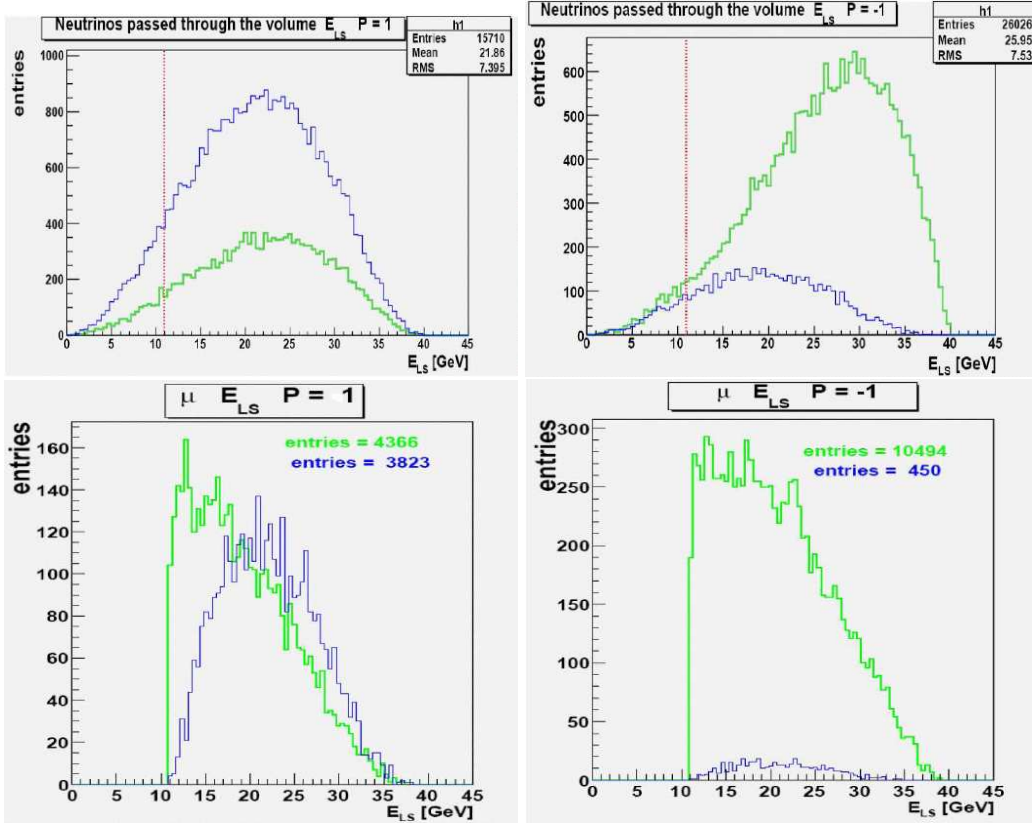 Neutrinos passed through the volume E_LS P = 1
h1
Entries 15710
Mean 21.86
RMS 7.395
entries
1000
800
600
400
200
0
0 5 10 15 20 25 30 35 40 45
E_LS [GeV]
Neutrinos passed through the volume E_LS P = -1
h1
Entries 26026
Mean 25.95
RMS 7.53
entries
600
500
400
300
200
100
0
0 5 10 15 20 25 30 35 40 45
E_LS [GeV]
μ E_LS P = 1
entries = 4366
entries = 3823
entries
160
140
120
100
80
60
40
20
0
0 5 10 15 20 25 30 35 40 45
E_LS [GeV]
μ E_LS P = -1
entries = 10494
entries = 450
entries
300
250
200
150
100
50
0
0 5 10 15 20 25 30 35 40 45
E_LS [GeV]